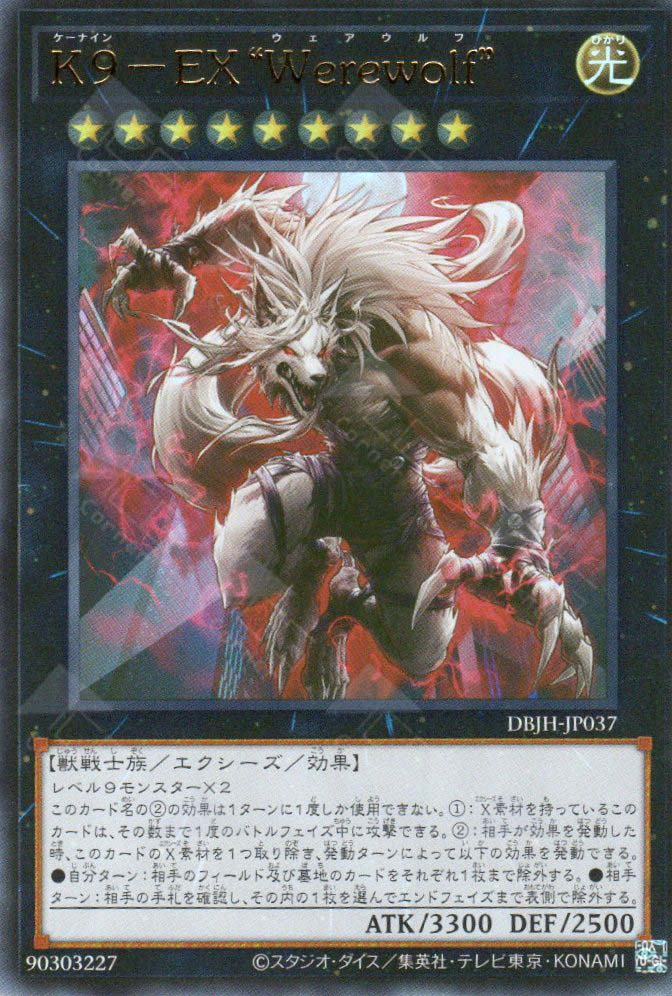 ケーナイン ウェアウルフ ひかり
K9－EX“Werewolf” 光
DBJH-JP037
【獣戦士族／エクシーズ／効果】
レベル９モンスター×２
このカード名の②の効果は１ターンに１度しか使用できない。①：Ｘ素材を持っているこの
カードは、その数まで１度のバトルフェイズ中に攻撃できる。②：相手が効果を発動した
時、このカードのＸ素材を１つ取り除き、発動ターンによって以下の効果を発動できる。
●自分ターン：相手のフィールド及び墓地のカードをそれぞれ１枚まで除外する。●相手
ターン：相手の手札を確認し、その内の１枚を選んでエンドフェイズまで表側で除外する。
ATK/3300 DEF/2500
90303227 ©スタジオ・ダイス／集英社・テレビ東京・KONAMI